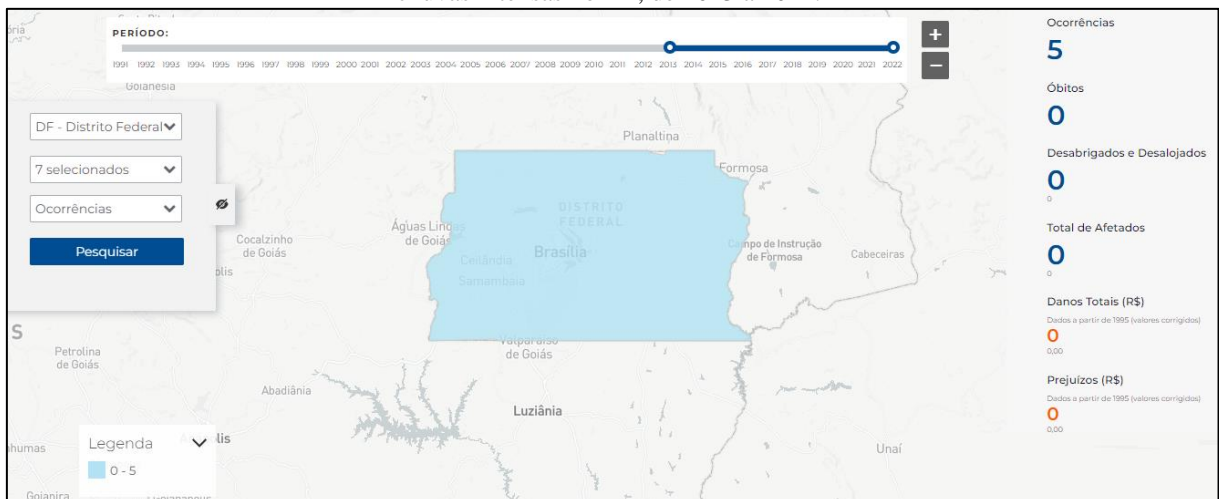 PERÍODO:
1991 1992 1993 1994 1995 1996 1997 1998 1999 2000 2001 2002 2003 2004 2005 2006 2007 2008 2009 2010 2011 2012 2013 2014 2015 2016 2017 2018 2019 2020 2021 2022
+
−
Goianésia
DF - Distrito Federal
7 selecionados
Ocorrências
Pesquisar
Planaltina
Formosa
DISTRITO
FEDERAL
Águas Lindas
de Goiás
Brasília
Ceilândia
Samambaia
Cocalzinho
de Goiás
Campo de Instrução
de Formosa
Cabeceiras
Valparaíso
de Goiás
Petrolina
de Goiás
Abadiânia
Luziânia
Unaí
Goianira
Legenda
0 - 5
Ocorrências
5
Óbitos
0
Desabrigados e Desalojados
0
0
Total de Afetados
0
0
Danos Totais (R$)
Dados a partir de 1995 (valores corrigidos)
0
0,00
Prejuízos (R$)
Dados a partir de 1995 (valores corrigidos)
0
0,00